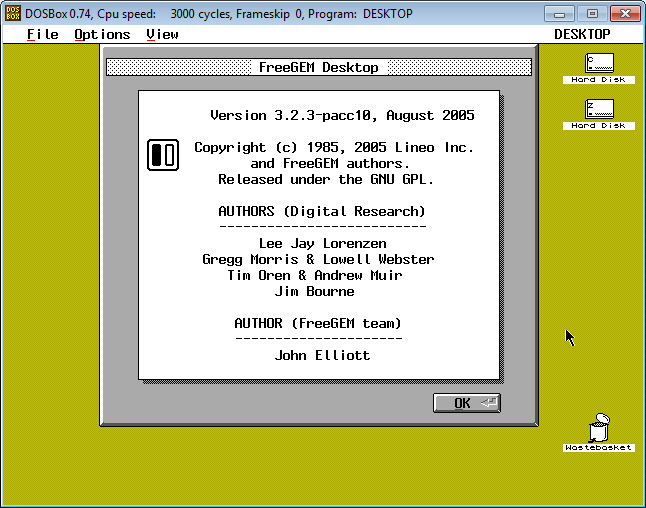 DOSBox 0.74, Cpu speed: 3000 cycles, Frameskip 0, Program: DESKTOP
File Options View DESKTOP
FreeGEM Desktop
Version 3.2.3-pacc10, August 2005
Copyright (c) 1985, 2005 Lineo Inc.
and FreeGEM authors.
Released under the GNU GPL.
AUTHORS (Digital Research)
--------------------------
Lee Jay Lorenzen
Gregg Morris & Lowell Webster
Tim Oren & Andrew Muir
Jim Bourne
AUTHOR (FreeGEM team)
---------------------
John Elliott
OK
C
Hard Disk
Z
Hard Disk
Wastebasket